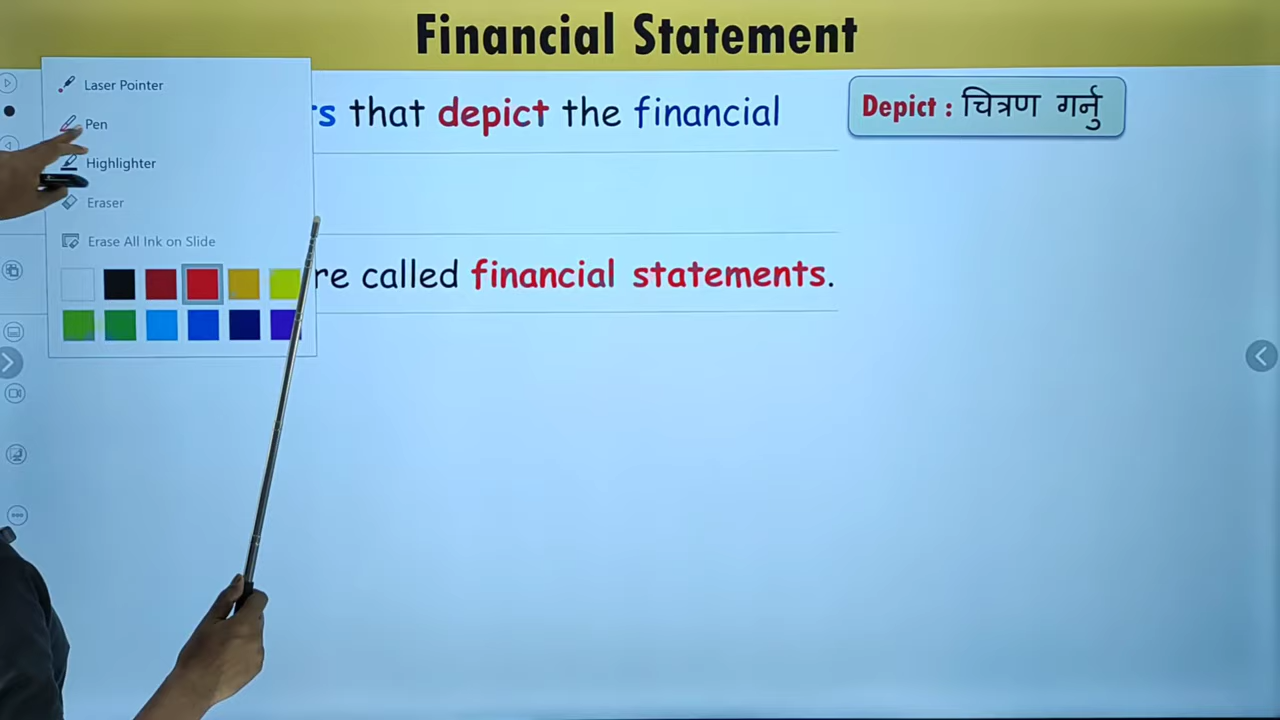 Financial Statement
Laser Pointer
Pen
Highlighter
Eraser
Erase All Ink on Slide
that depict the financial
called financial statements.
Depict : चित्रण गर्नु